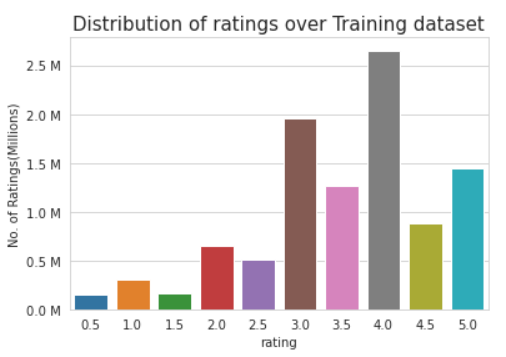 Distribution of ratings over Training dataset
No. of Ratings(Millions)
2.5 M
2.0 M
1.5 M
1.0 M
0.5 M
0.0 M
0.5 1.0 1.5 2.0 2.5 3.0 3.5 4.0 4.5 5.0
rating